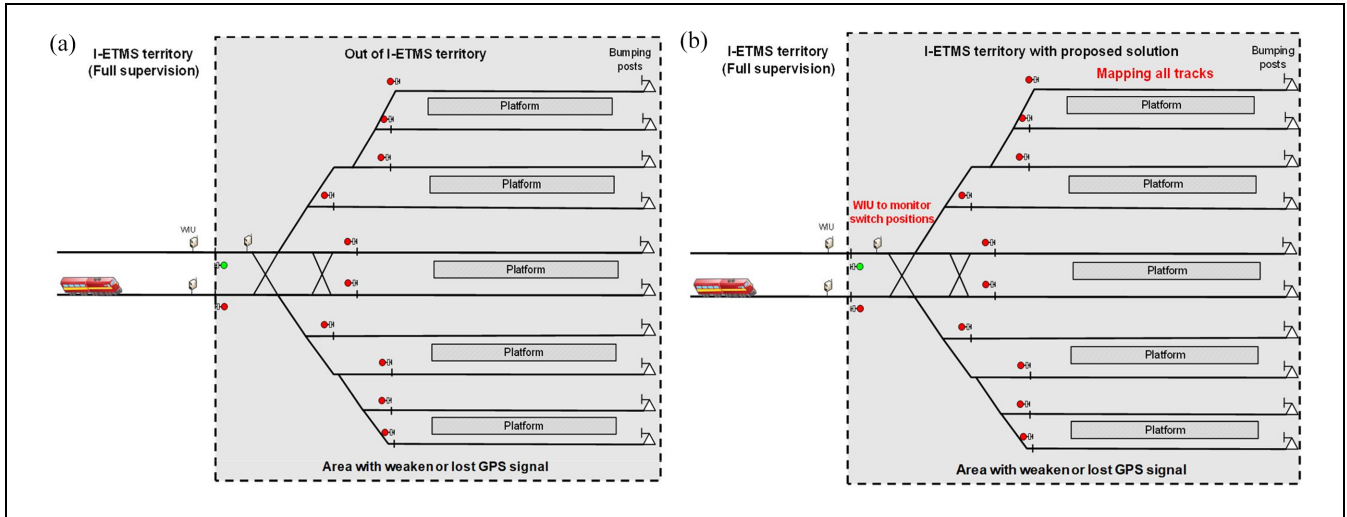 (a)
I-ETMS territory
(Full supervision)
Out of I-ETMS territory
Bumping
posts
Platform
Platform
WIU
Platform
Platform
Platform
Area with weaken or lost GPS signal
(b)
I-ETMS territory
(Full supervision)
I-ETMS territory with proposed solution
Bumping
posts
Mapping all tracks
Platform
Platform
WIU to monitor
switch positions
WIU
Platform
Platform
Platform
Area with weaken or lost GPS signal